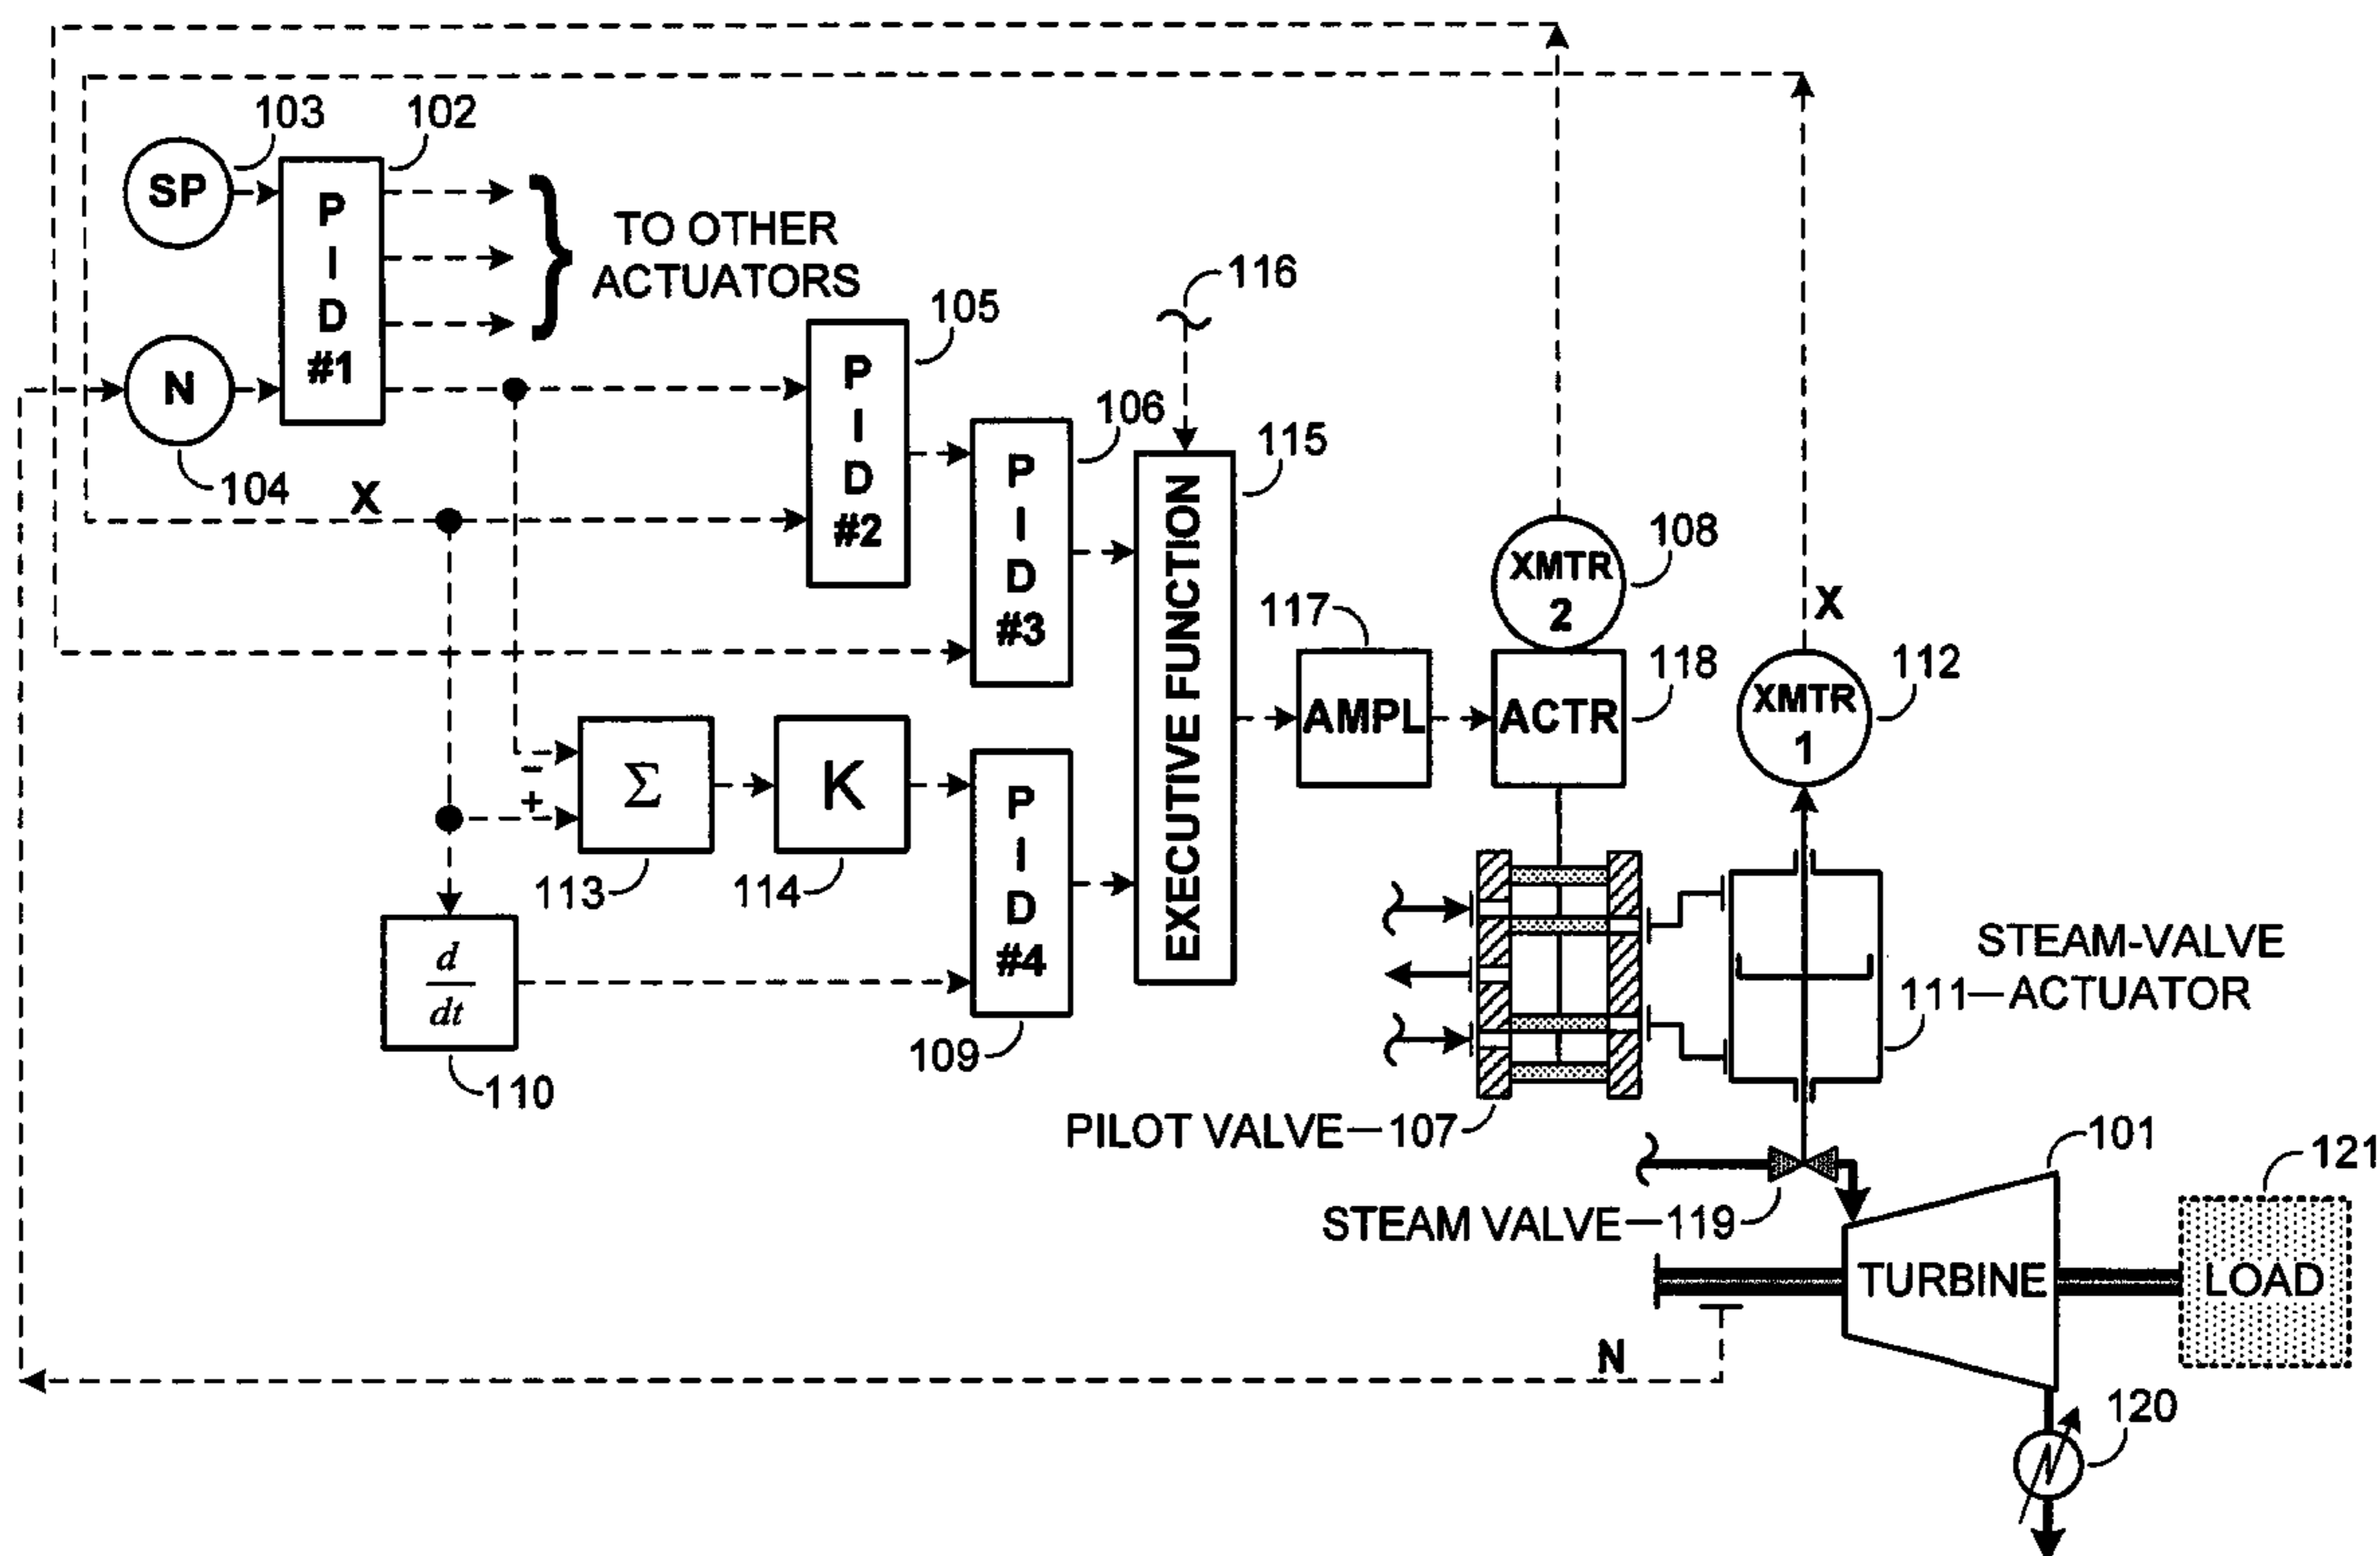 103
102
SP
P
I
D
#1
TO OTHER
ACTUATORS
N
104
X
105
P
I
D
#2
106
P
I
D
#3
116
115
EXECUTIVE FUNCTION
XMTR
2
108
117
AMPL
ACTR
118
X
XMTR
1
112
−
+
Σ
113
K
114
P
I
D
#4
109
d
dt
110
STEAM-VALVE
111—ACTUATOR
PILOT VALVE—107
101
121
STEAM VALVE—119
TURBINE
LOAD
N
120